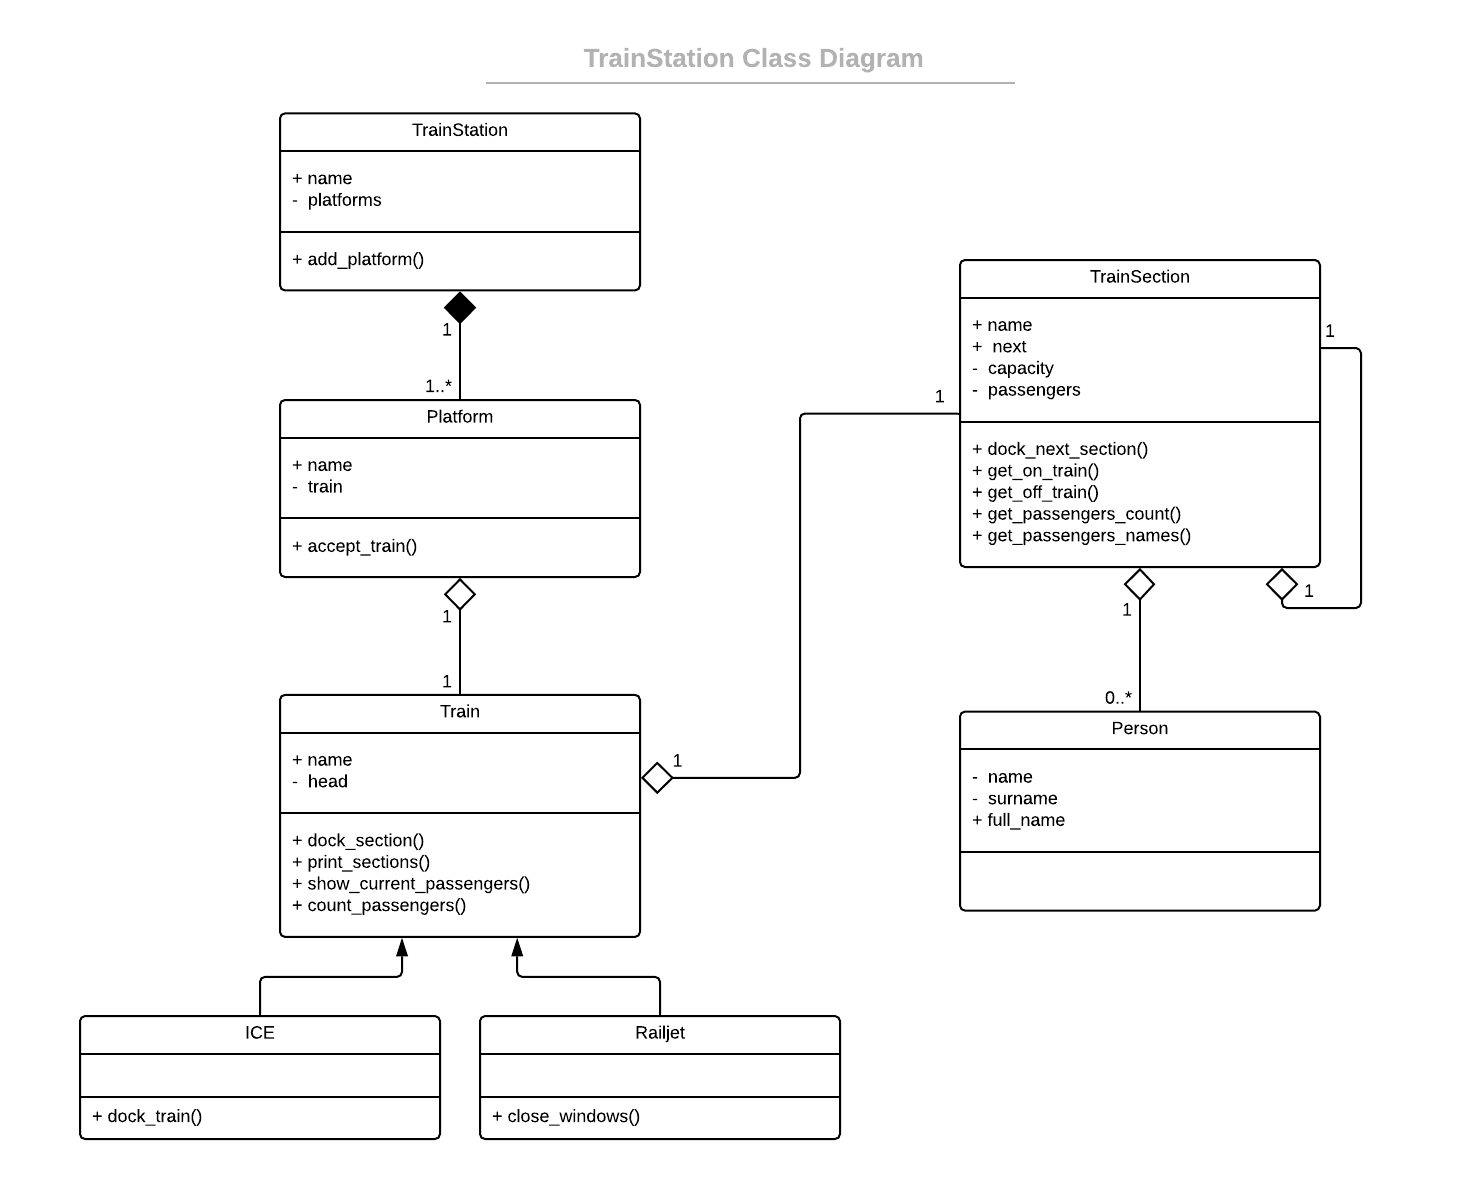 TrainStation Class Diagram
TrainStation
+ name
- platforms
+ add_platform()
1
1..*
Platform
+ name
- train
+ accept_train()
1
1
Train
+ name
- head
+ dock_section()
+ print_sections()
+ show_current_passengers()
+ count_passengers()
1
1
ICE
+ dock_train()
Railjet
+ close_windows()
TrainSection
+ name
+ next
- capacity
- passengers
+ dock_next_section()
+ get_on_train()
+ get_off_train()
+ get_passengers_count()
+ get_passengers_names()
1
1
1
0..*
Person
- name
- surname
+ full_name